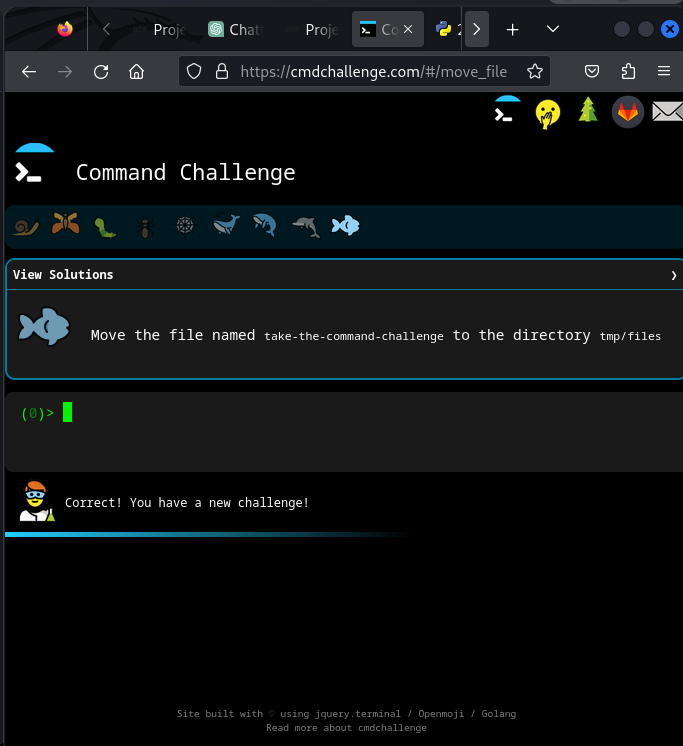 Proje
Chat
Proje
Co
2
https://cmdchallenge.com/#/move_file
Command Challenge
View Solutions
Move the file named take-the-command-challenge to the directory tmp/files
(0)>
Correct! You have a new challenge!
Site built with ♡ using jquery.terminal / Openmoji / Golang
Read more about cmdchallenge